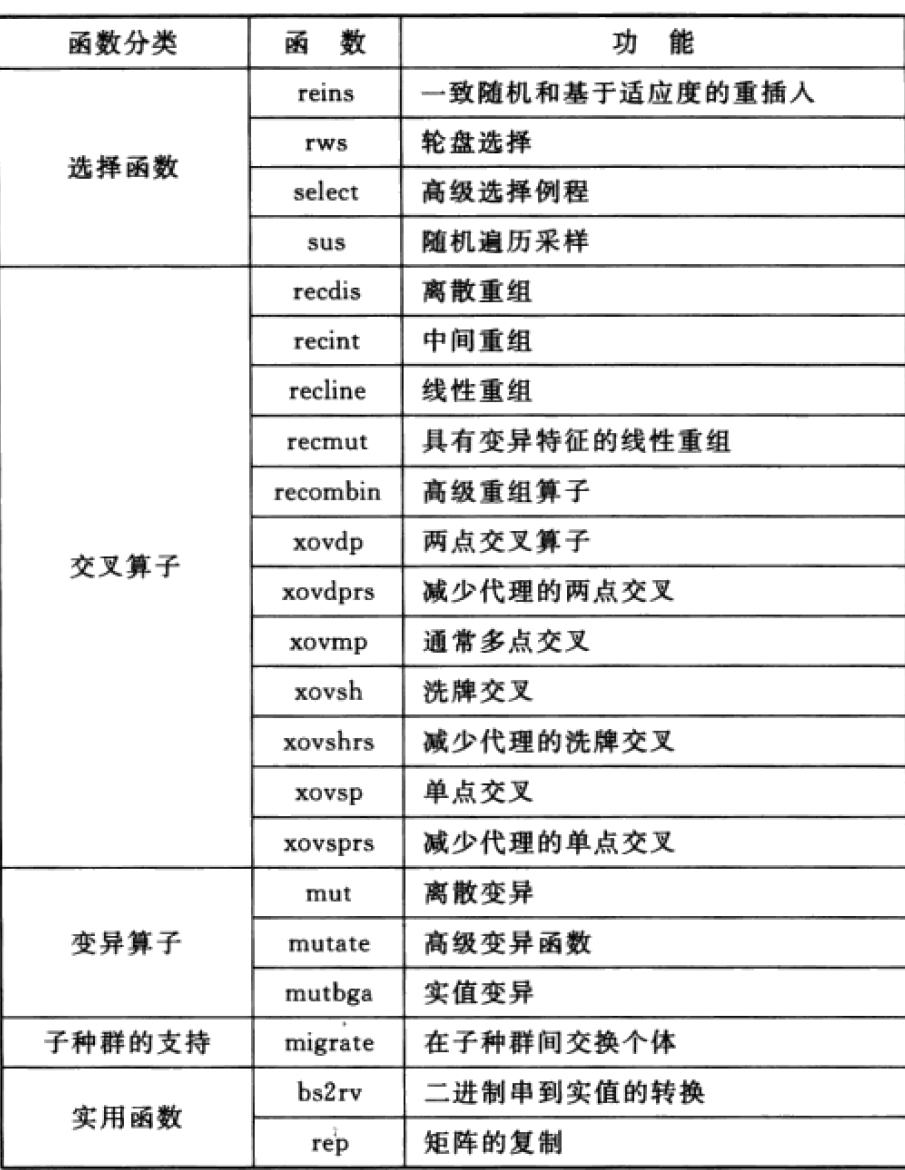 函数分类 函 数 功 能
选择函数
reins 一致随机和基于适应度的重插入
rws 轮盘选择
select 高级选择例程
sus 随机遍历采样
交叉算子
recdis 离散重组
recint 中间重组
recline 线性重组
recmut 具有变异特征的线性重组
recombin 高级重组算子
xovdp 两点交叉算子
xovdprs 减少代理的两点交叉
xovmp 通常多点交叉
xovsh 洗牌交叉
xovshrs 减少代理的洗牌交叉
xovsp 单点交叉
xovsprs 减少代理的单点交叉
变异算子
mut 离散变异
mutate 高级变异函数
mutbga 实值变异
子种群的支持 migrate 在子种群间交换个体
实用函数
bs2rv 二进制串到实值的转换
rep 矩阵的复制